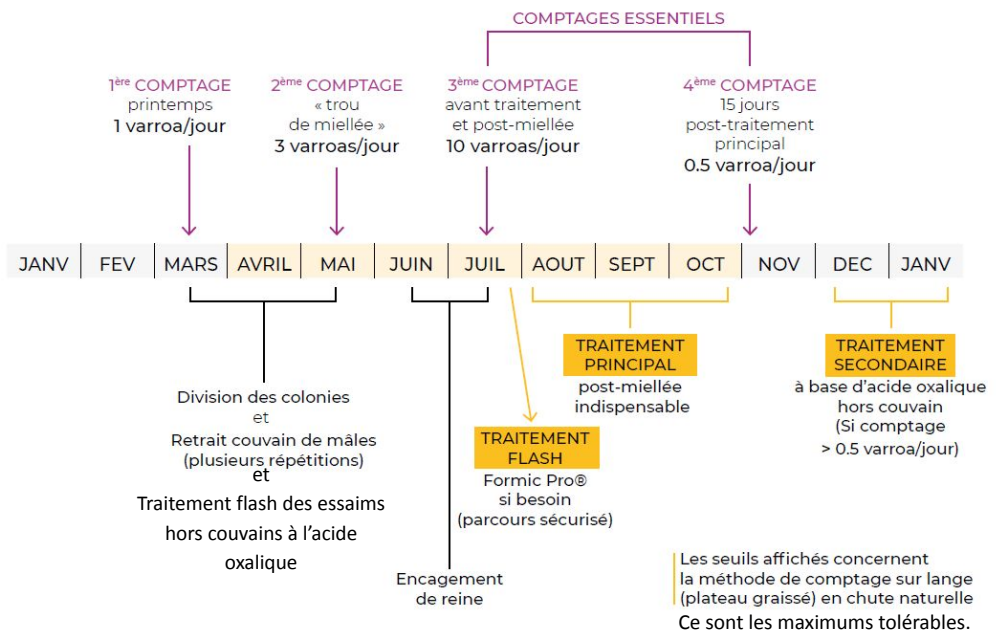 COMPTAGES ESSENTIELS
1ère COMPTAGE
printemps
1 varroa/jour
2ème COMPTAGE
« trou
de miellée »
3 varroas/jour
3ème COMPTAGE
avant traitement
et post-miellée
10 varroas/jour
4ème COMPTAGE
15 jours
post-traitement
principal
0.5 varroa/jour
JANV FEV MARS AVRIL MAI JUIN JUIL AOUT SEPT OCT NOV DEC JANV
Division des colonies
et
Retrait couvain de mâles
(plusieurs répétitions)
et
Traitement flash des essaims
hors couvains à l’acide
oxalique
Encagement
de reine
TRAITEMENT
FLASH
Formic Pro®
si besoin
(parcours sécurisé)
TRAITEMENT
PRINCIPAL
post-miellée
indispensable
TRAITEMENT
SECONDAIRE
à base d’acide oxalique
hors couvain
(Si comptage
> 0.5 varroa/jour)
Les seuils affichés concernent
la méthode de comptage sur lange
(plateau graissé) en chute naturelle
Ce sont les maximums tolérables.